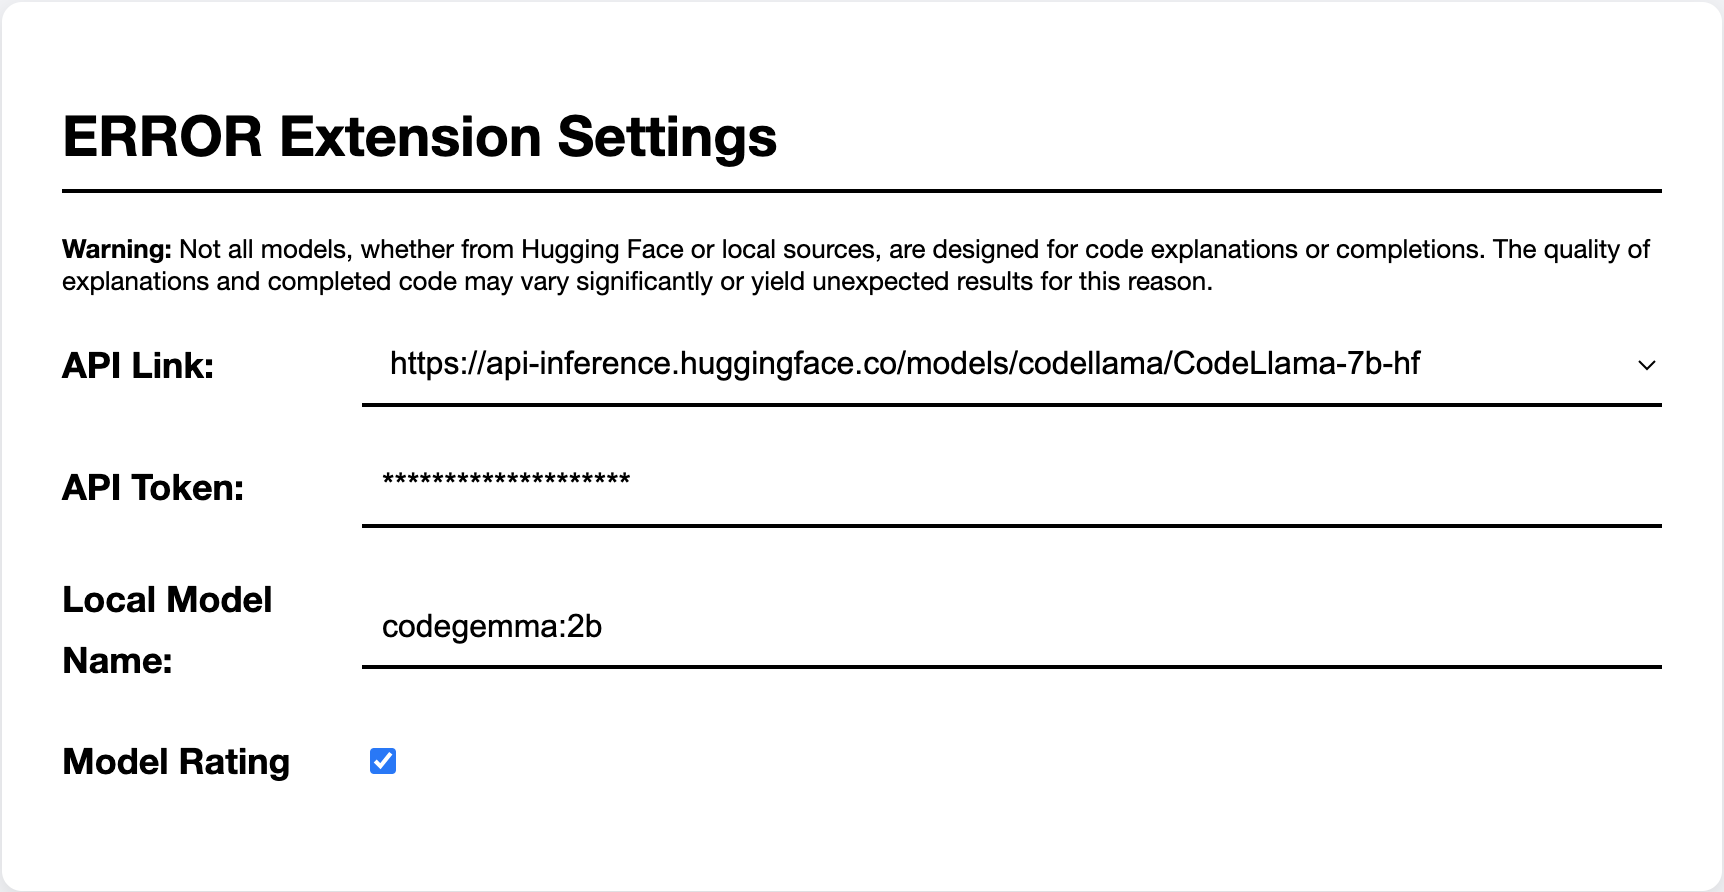 ERROR Extension Settings
Warning: Not all models, whether from Hugging Face or local sources, are designed for code explanations or completions. The quality of
explanations and completed code may vary significantly or yield unexpected results for this reason.
API Link: https://api-inference.huggingface.co/models/codellama/CodeLlama-7b-hf
API Token: ********************
Local Model
Name: codegemma:2b
Model Rating